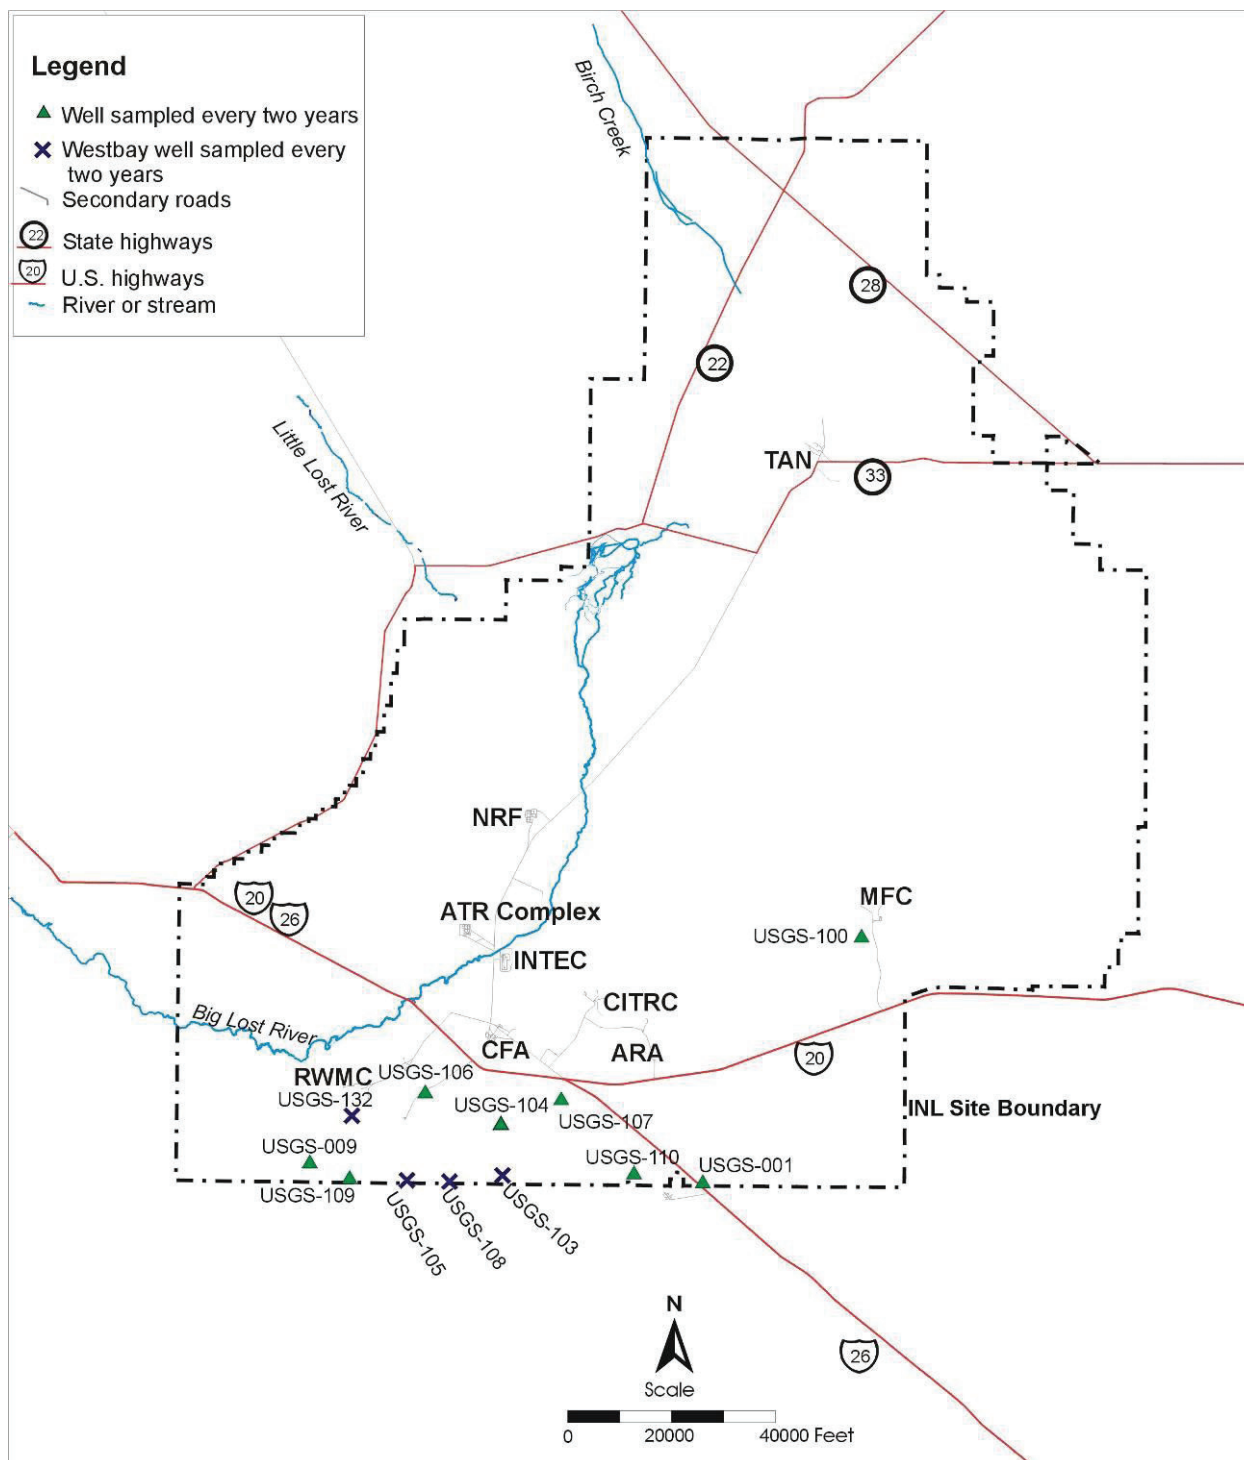 Legend
Well sampled every two years
Westbay well sampled every
two years
Secondary roads
22
State highways
20
U.S. highways
River or stream
Birch Creek
28
22
Little Lost River
TAN
33
NRF
20
26
ATR Complex
INTEC
MFC
USGS-100
Big Lost River
CITRC
CFA
ARA
20
RWMC
USGS-106
USGS-132
USGS-104
USGS-107
INL Site Boundary
USGS-009
USGS-110
USGS-001
USGS-109
USGS-105
USGS-108
USGS-103
N
26
Scale
0
20000
40000 Feet